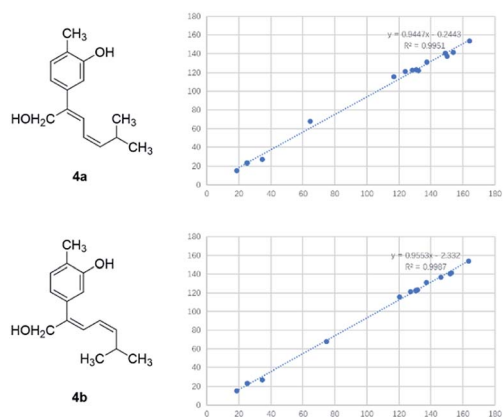 CH₃
OH
HOH₂C
CH₃
CH₃
4a
y = 0.9447x - 0.2443
R² = 0.9951
180
160
140
120
100
80
60
40
20
0
0 20 40 60 80 100 120 140 160 180
CH₃
OH
HOH₂C
H₃C
CH₃
4b
y = 0.9553x - 2.332
R² = 0.9987
180
160
140
120
100
80
60
40
20
0
0 20 40 60 80 100 120 140 160 180